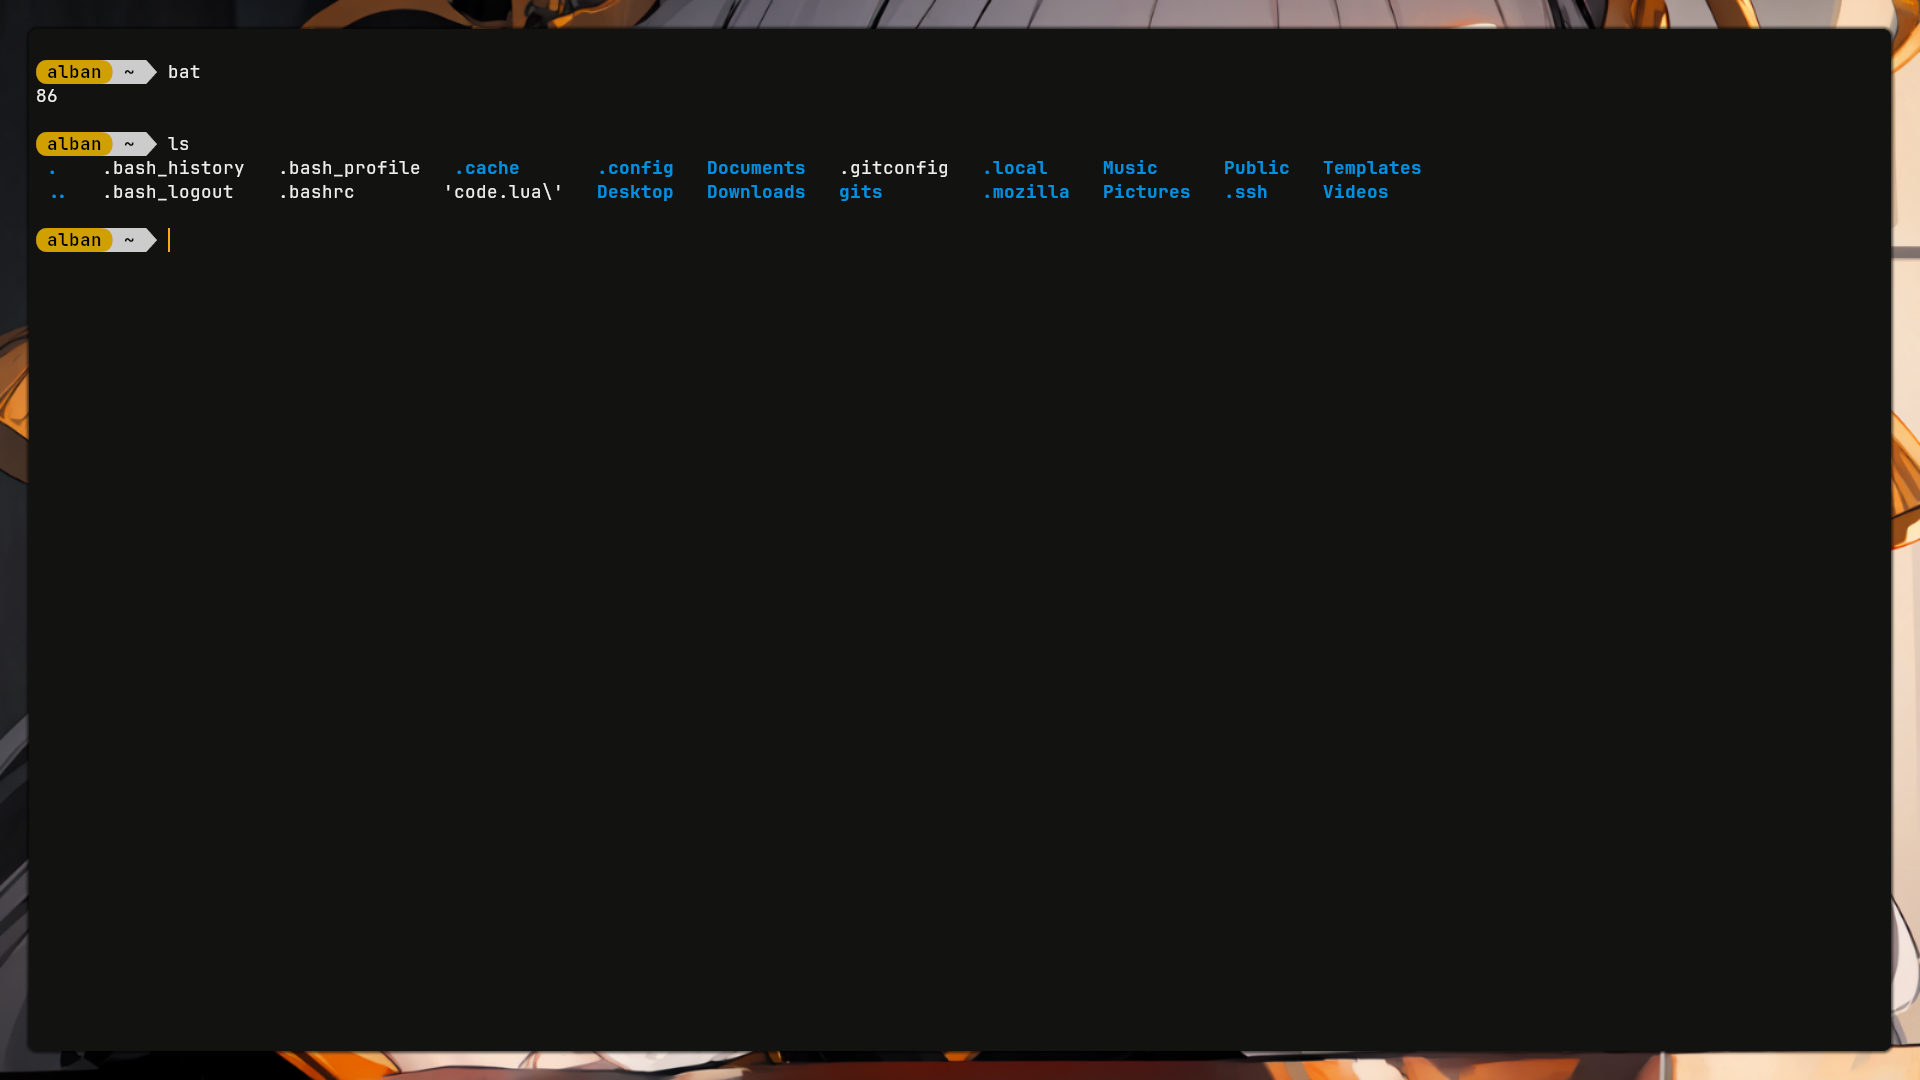 alban ~ bat
86
alban ~ ls
. .bash_history .bash_profile .cache .config Documents .gitconfig .local Music Public Templates
.. .bash_logout .bashrc 'code.lua\' Desktop Downloads gits .mozilla Pictures .ssh Videos
alban ~